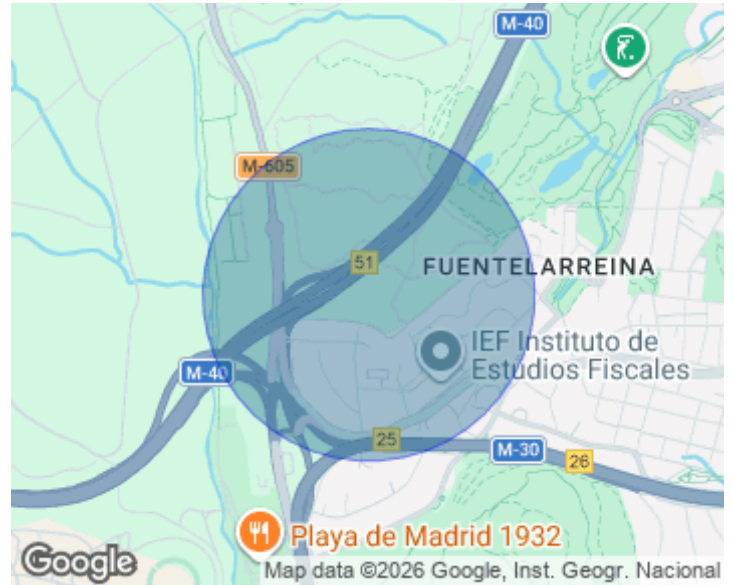 M-40
M-605
51
FUENTELARREINA
IEF Instituto de
Estudios Fiscales
M-40
25
M-30
26
Playa de Madrid 1932
Google
Map data ©2026 Google, Inst. Geogr. Nacional